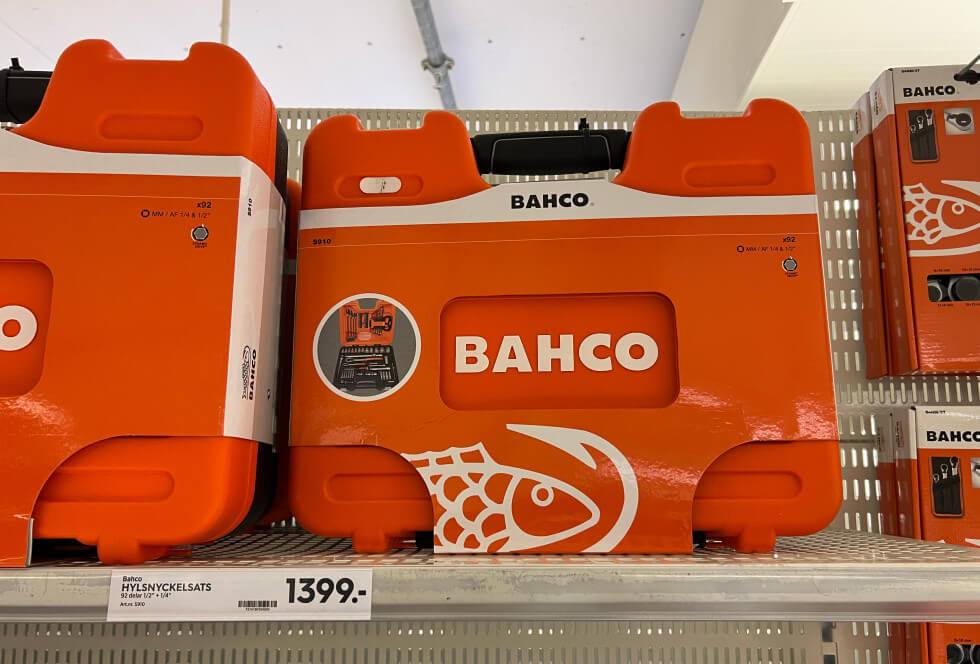 x92
MM / AF 1/4 & 1/2"
S910
O
BAHCO
BAHCO
S910
x92
MM / AF 1/4 & 1/2"
BAHCO
BAHCO
BAHCO
Bahco
HYLSNYCKELSATS
92 delar 1/2" + 1/4"
Art.nr. S910
1399.-